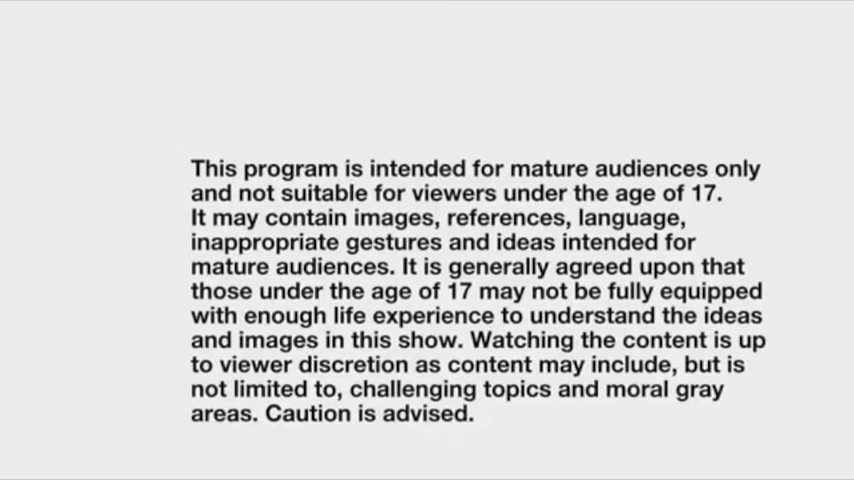 This program is intended for mature audiences only
and not suitable for viewers under the age of 17.
It may contain images, references, language,
inappropriate gestures and ideas intended for
mature audiences. It is generally agreed upon that
those under the age of 17 may not be fully equipped
with enough life experience to understand the ideas
and images in this show. Watching the content is up
to viewer discretion as content may include, but is
not limited to, challenging topics and moral gray
areas. Caution is advised.